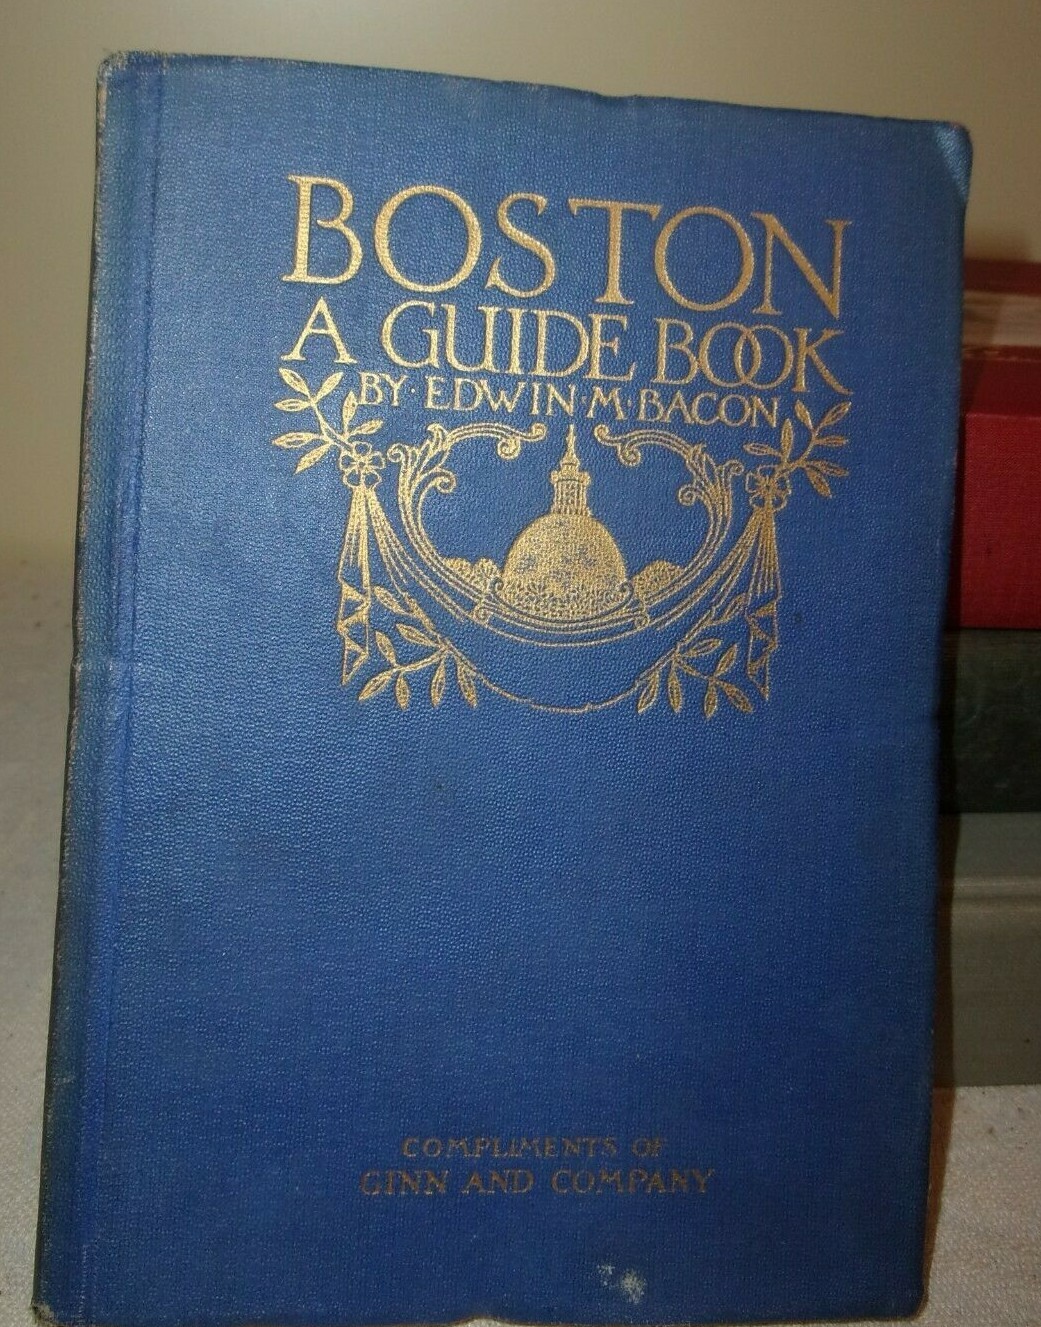 BOSTON
A GUIDE BOOK
BY·EDWIN·M·BACON
COMPLIMENTS OF
GINN AND COMPANY